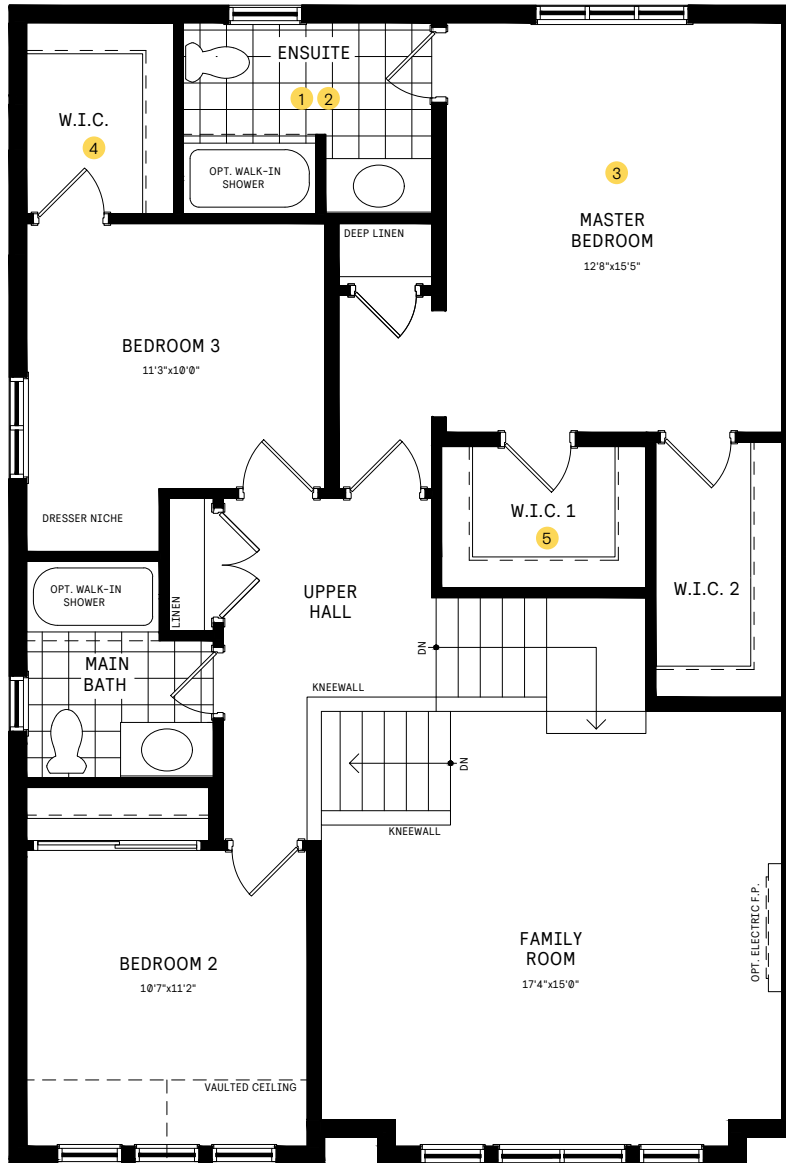 ENSUITE
1 2
W.I.C.
4
OPT. WALK-IN
SHOWER
3
MASTER
BEDROOM
12'8"x15'5"
DEEP LINEN
BEDROOM 3
11'3"x10'0"
DRESSER NICHE
W.I.C. 1
5
W.I.C. 2
OPT. WALK-IN
SHOWER
LINEN
UPPER
HALL
DN
MAIN
BATH
KNEEWALL
DN
KNEEWALL
BEDROOM 2
10'7"x11'2"
FAMILY
ROOM
17'4"x15'0"
OPT. ELECTRIC F.P.
VAULTED CEILING